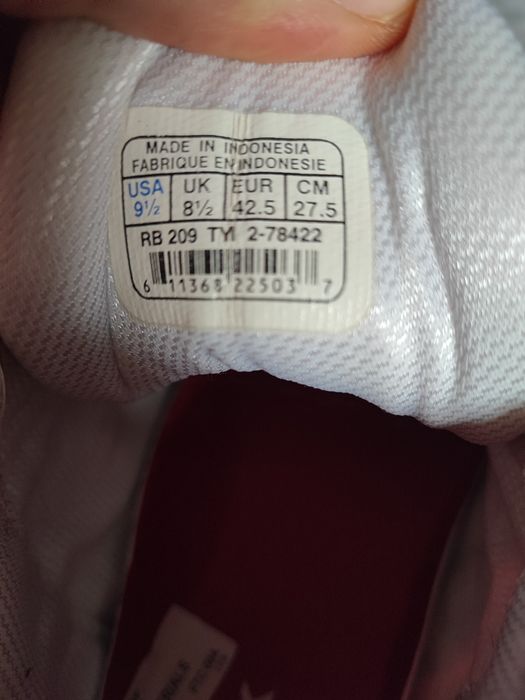 MADE IN INDONESIA
FABRIQUE EN INDONESIE
USA UK EUR CM
9½ 8½ 42.5 27.5
RB 209 TYI 2-78422
6 11368 22503 7